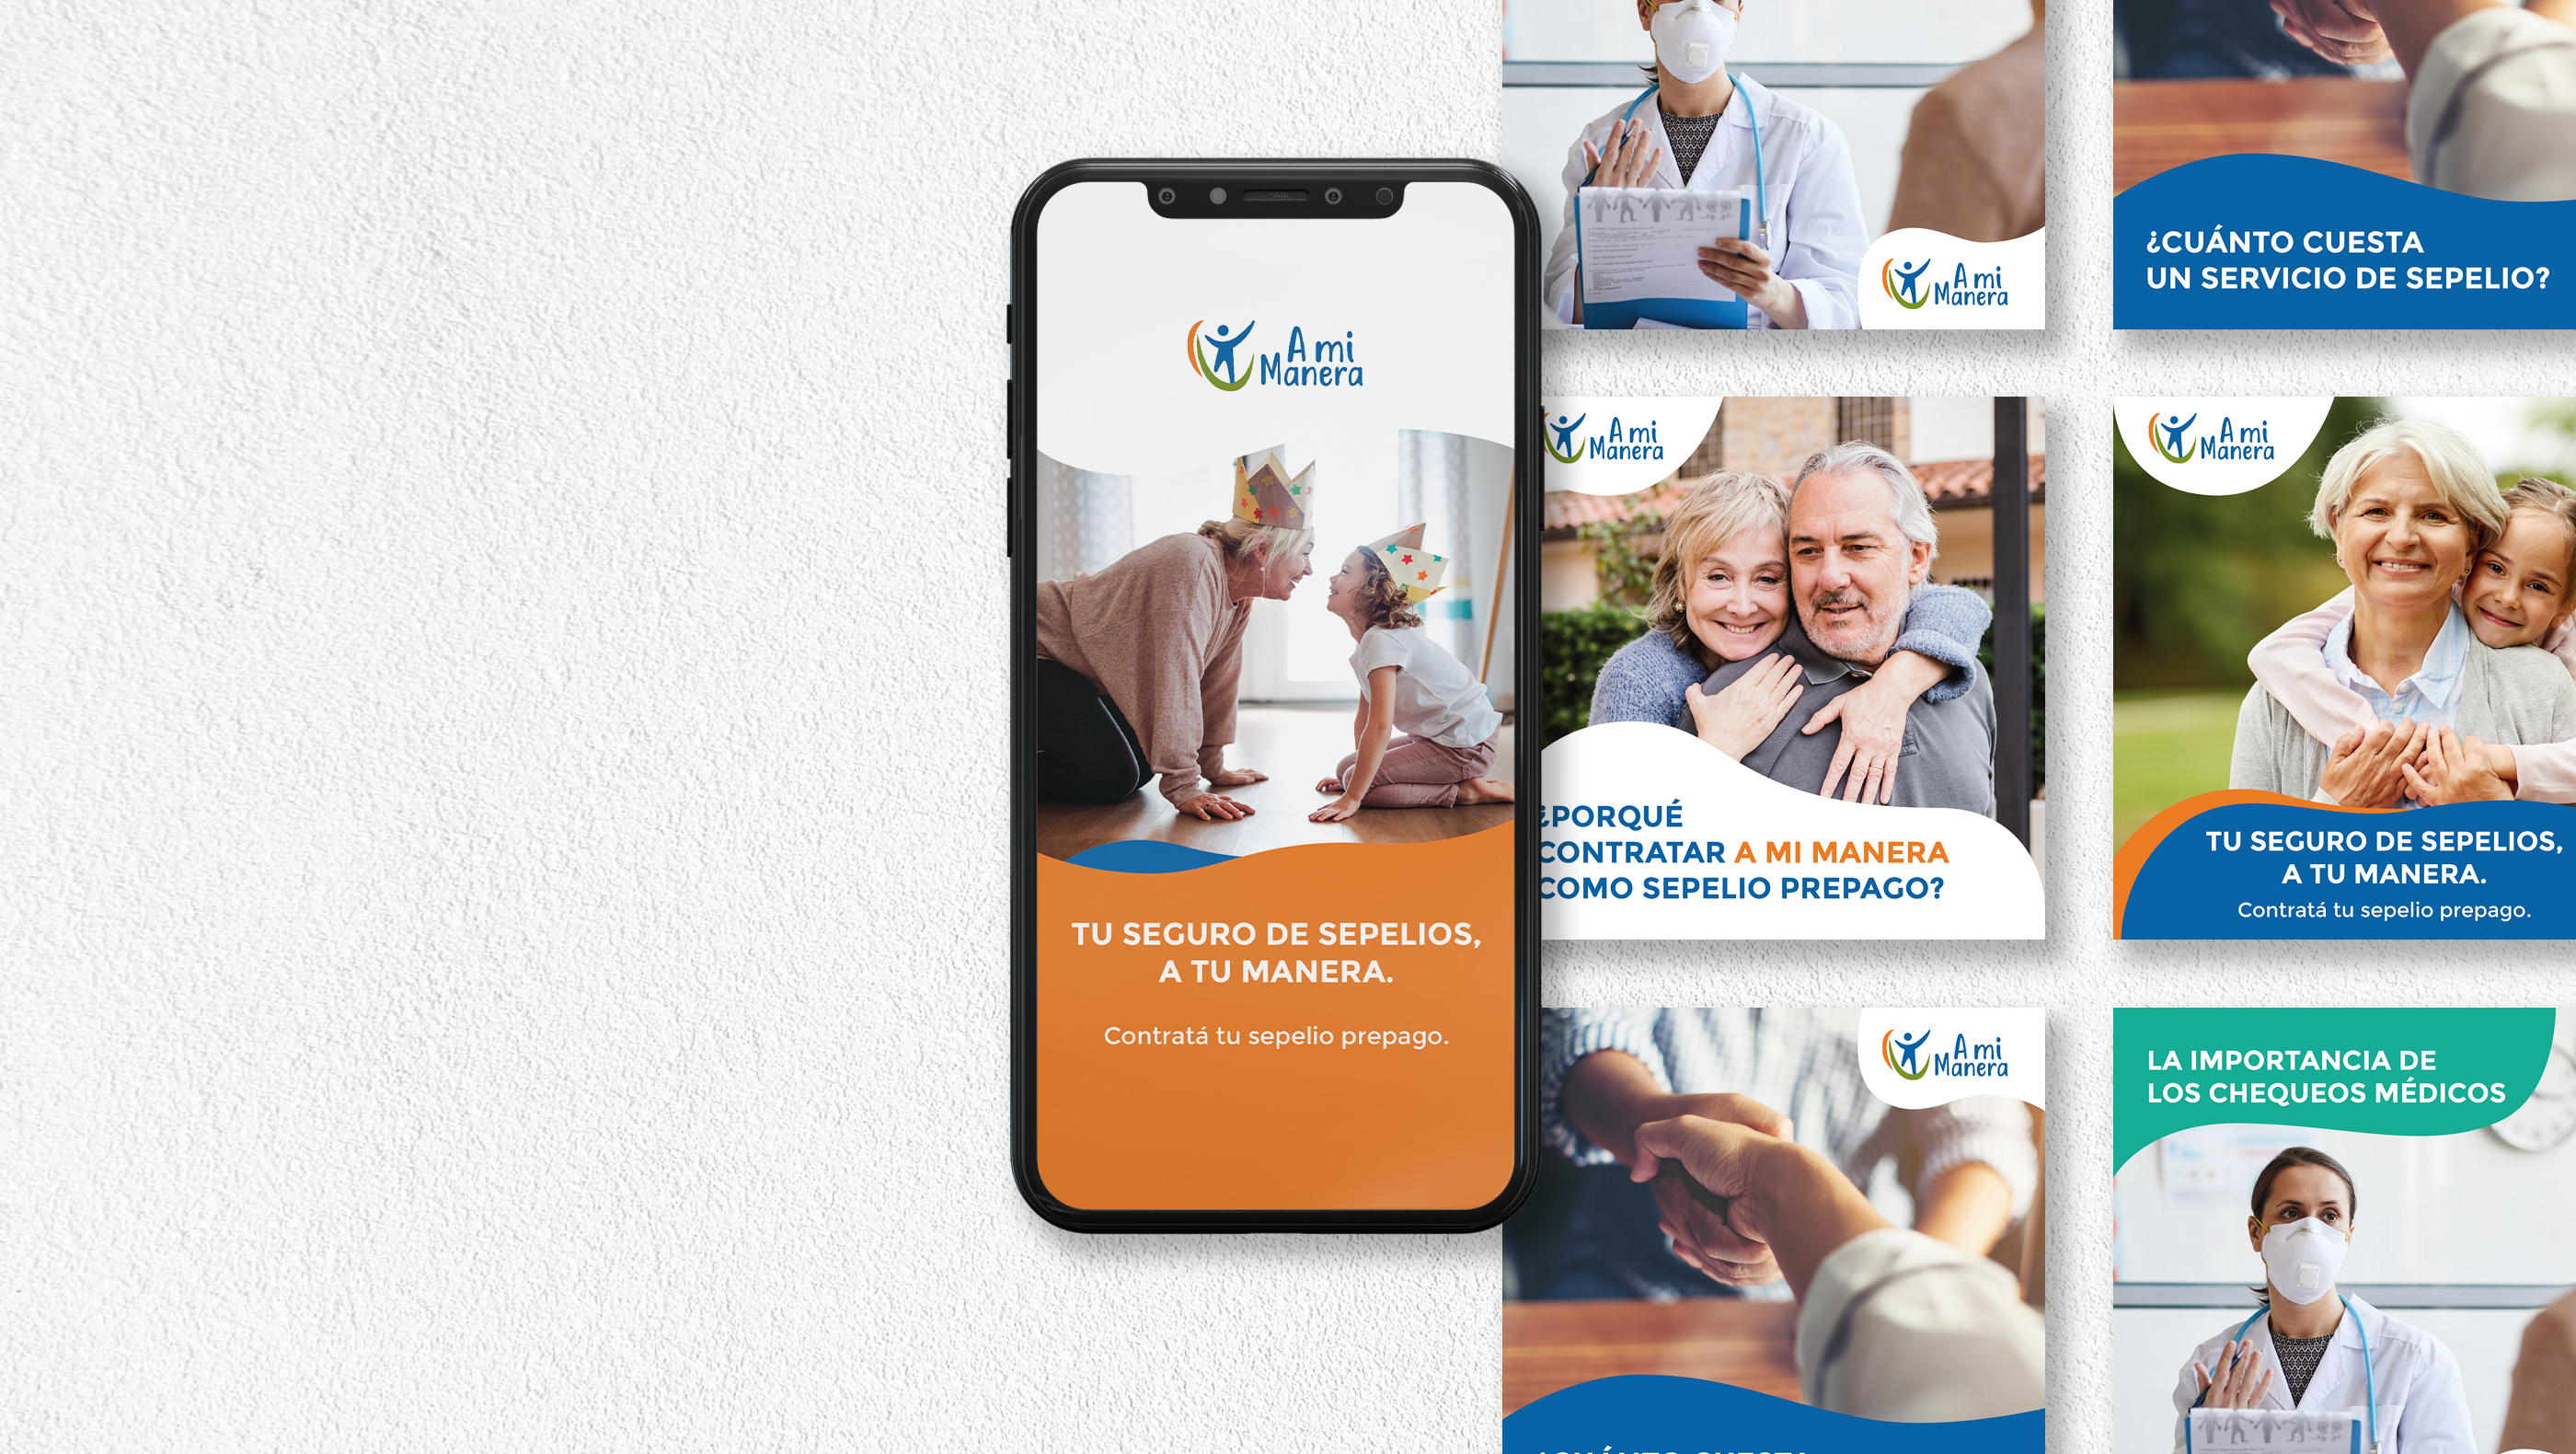 A mi
Manera
TU SEGURO DE SEPELIOS,
A TU MANERA.
Contratá tu sepelio prepago.
A mi
Manera
¿CUÁNTO CUESTA
UN SERVICIO DE SEPELIO?
A mi
Manera
¿PORQUÉ
CONTRATAR A MI MANERA
COMO SEPELIO PREPAGO?
A mi
Manera
TU SEGURO DE SEPELIOS,
A TU MANERA.
Contratá tu sepelio prepago.
A mi
Manera
LA IMPORTANCIA DE
LOS CHEQUEOS MÉDICOS